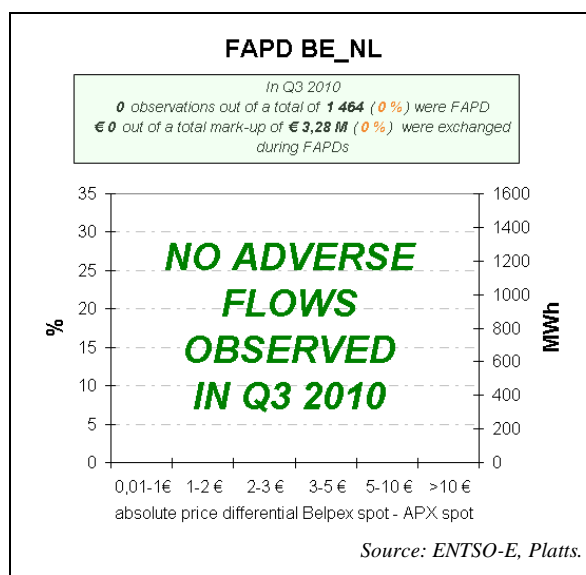 FAPD BE_NL
In Q3 2010
0 observations out of a total of 1 464 ( 0 % ) were FAPD
€ 0 out of a total mark-up of € 3,28 M ( 0 % ) were exchanged
during FAPDs
35
30
25
20
15
10
5
0
%
NO ADVERSE
FLOWS
OBSERVED
IN Q3 2010
1600
1400
1200
1000
800
600
400
200
0
MWh
0,01-1€ 1-2 € 2-3 € 3-5 € 5-10 € >10 €
absolute price differential Belpex spot - APX spot
Source: ENTSO-E, Platts.